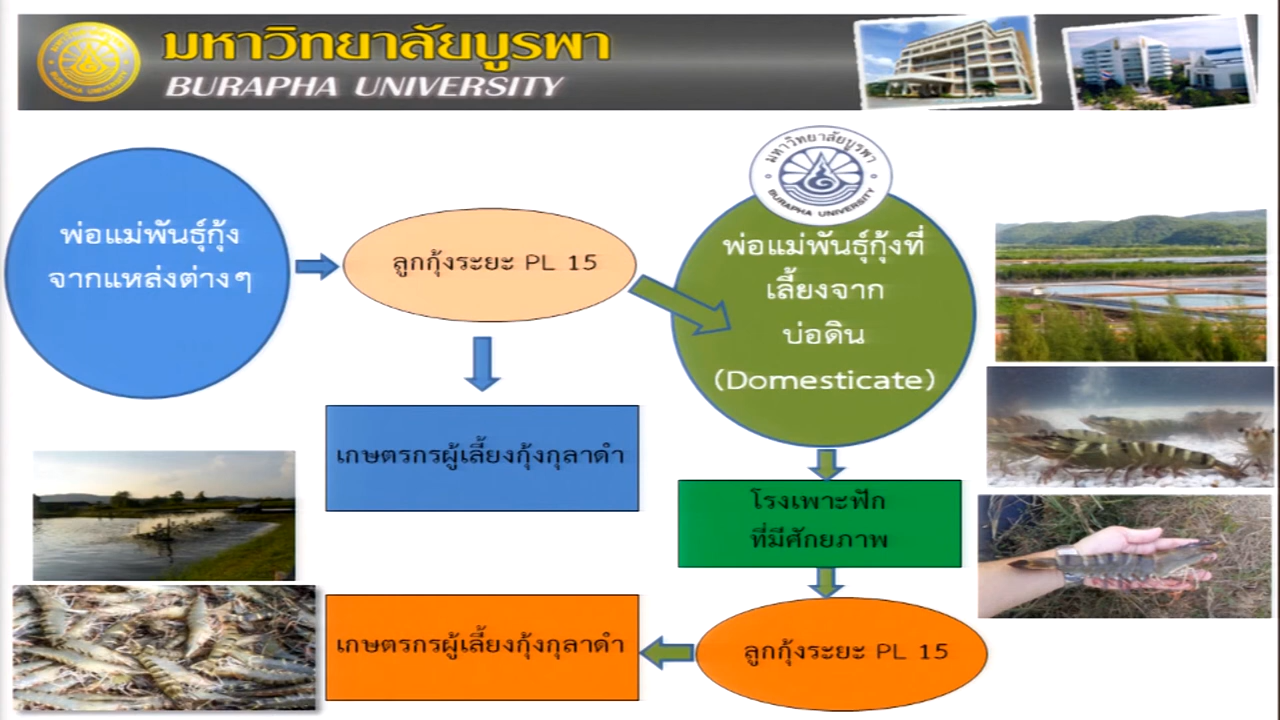 มหาวิทยาลัยบูรพา
BURAPHA UNIVERSITY
BURAPHA UNIVERSITY
มหาวิทยาลัยบูรพา
BURAPHA UNIVERSITY
พ่อแม่พันธุ์กุ้ง
จากแหล่งต่างๆ
ลูกกุ้งระยะ PL 15
พ่อแม่พันธุ์กุ้งที่
เลี้ยงจาก
บ่อดิน
(Domesticate)
เกษตรกรผู้เลี้ยงกุ้งกุลาดำ
โรงเพาะฟัก
ที่มีศักยภาพ
เกษตรกรผู้เลี้ยงกุ้งกุลาดำ
ลูกกุ้งระยะ PL 15